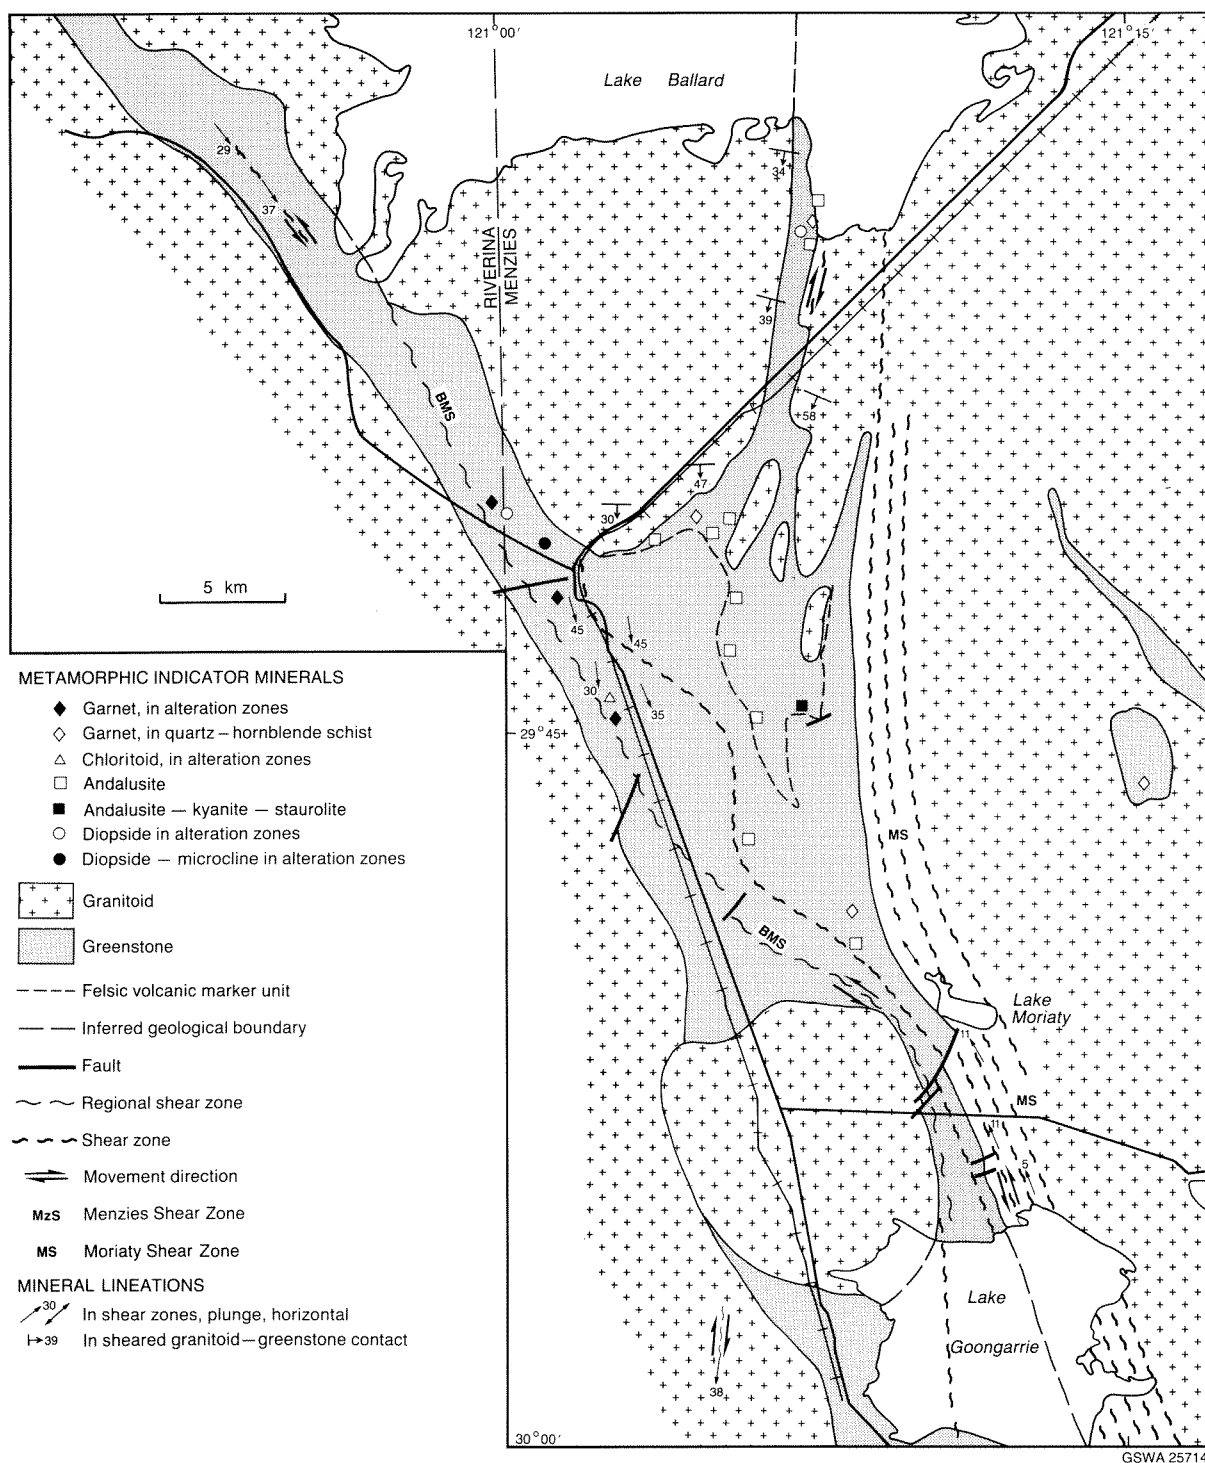 121°00′
121°15′
Lake Ballard
29
34
37
RIVERINA
MENZIES
39
BMS
58
47
30
5 km
45
45
30
35
29°45′
METAMORPHIC INDICATOR MINERALS
Garnet, in alteration zones
Garnet, in quartz – hornblende schist
Chloritoid, in alteration zones
Andalusite
Andalusite — kyanite — staurolite
Diopside in alteration zones
Diopside — microcline in alteration zones
Granitoid
Greenstone
Felsic volcanic marker unit
Inferred geological boundary
Fault
Regional shear zone
Shear zone
Movement direction
MzS Menzies Shear Zone
MS Moriaty Shear Zone
MINERAL LINEATIONS
30 In shear zones, plunge, horizontal
39 In sheared granitoid—greenstone contact
MS
BMS
Lake
Moriaty
11
MS
11
5
Lake
Goongarrie
38
30°00′
GSWA 25714